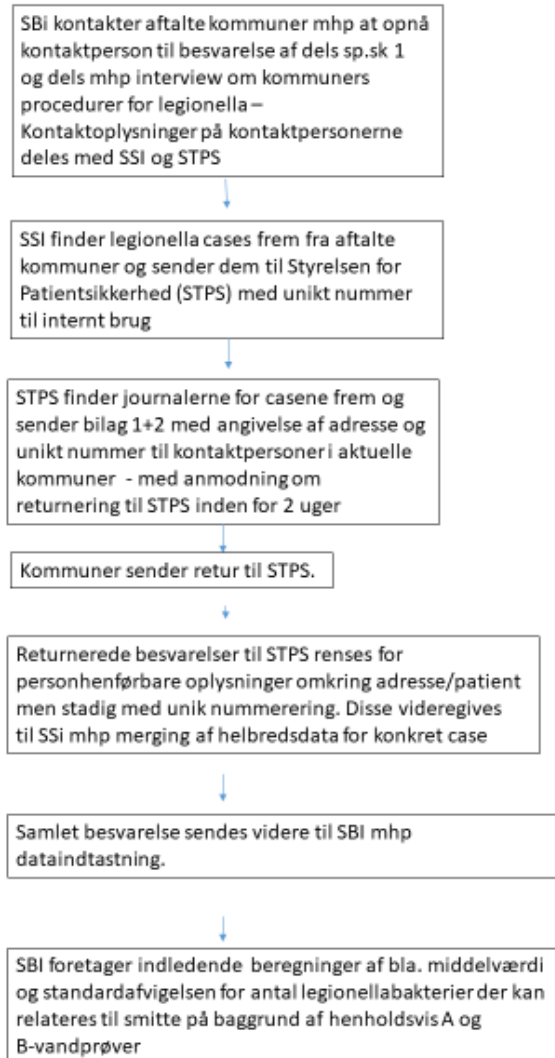 SBi kontakter aftalte kommuner mhp at opnå
kontaktperson til besvarelse af dels sp.sk 1
og dels mhp interview om kommuners
procedurer for legionella –
Kontaktoplysninger på kontaktpersonerne
deles med SSI og STPS
SSI finder legionella cases frem fra aftalte
kommuner og sender dem til Styrelsen for
Patientsikkerhed (STPS) med unikt nummer
til internt brug
STPS finder journalerne for casene frem og
sender bilag 1+2 med angivelse af adresse og
unikt nummer til kontaktpersoner i aktuelle
kommuner - med anmodning om
returnering til STPS inden for 2 uger
Kommuner sender retur til STPS.
Returnerede besvarelser til STPS renses for
personhenførbare oplysninger omkring adresse/patient
men stadig med unik nummerering. Disse videregives
til SSi mhp merging af helbredsdata for konkret case
Samlet besvarelse sendes videre til SBI mhp
dataindtastning.
SBI foretager indledende beregninger af bla. middelværdi
og standardafvigelsen for antal legionellabakterier der kan
relateres til smitte på baggrund af henholdsvis A og
B-vandprøver